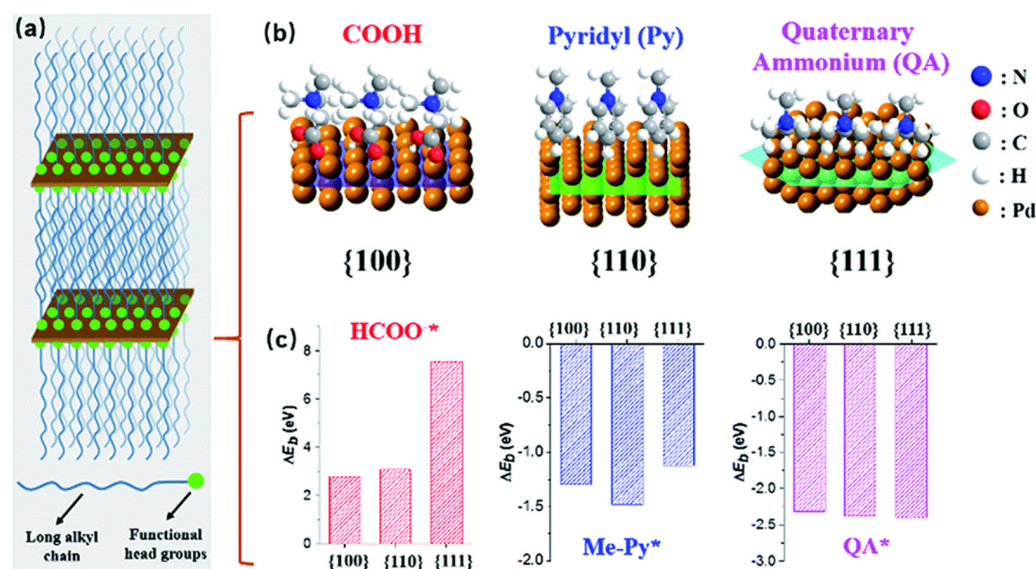 (a)
Long alkyl
chain
Functional
head groups
(b)
COOH
{100}
Pyridyl (Py)
{110}
Quaternary
Ammonium (QA)
{111}
: N
: O
: C
: H
: Pd
(c)
HCOO*
8
6
4
2
0
ΔEb (eV)
{100} {110} {111}
{100} {110} {111}
0.0
-0.5
-1.0
-1.5
-2.0
ΔEb (eV)
Me-Py*
{100} {110} {111}
0.0
-0.5
-1.0
-1.5
-2.0
-2.5
-3.0
ΔEb (eV)
QA*